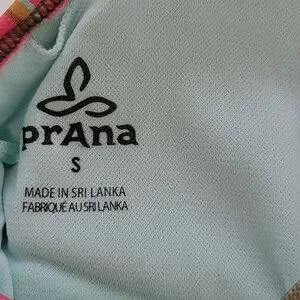 prAna
S
MADE IN SRI LANKA
FABRIQUÉ AU SRI LANKA